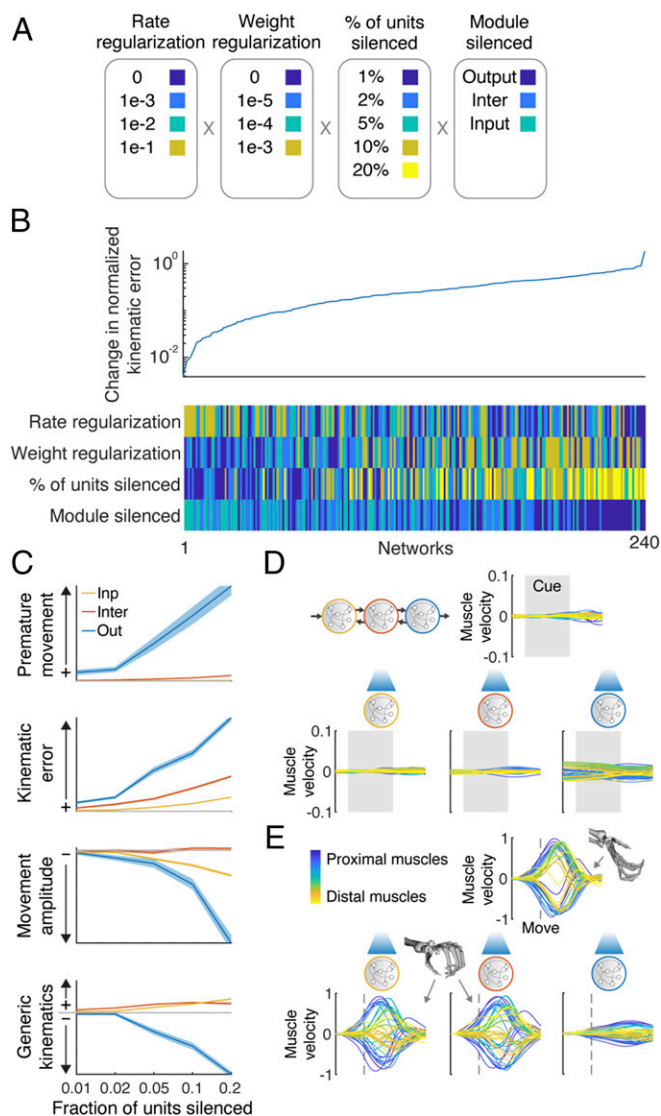 A
Rate regularization
Weight regularization
% of units silenced
Module silenced
0
1e-3
1e-2
1e-1
X
0
1e-5
1e-4
1e-3
X
1%
2%
5%
10%
20%
X
Output
Inter
Input
B
Change in normalized kinematic error
10⁰
10⁻²
Rate regularization
Weight regularization
% of units silenced
Module silenced
1
Networks
240
C
Premature movement
+
Inp
Inter
Out
Kinematic error
+
Movement amplitude
−
Generic kinematics
+
−
0.01
0.02
0.05
0.1
0.2
Fraction of units silenced
D
Muscle velocity
0.1
0
-0.1
Cue
Muscle velocity
0.1
0
-0.1
E
Proximal muscles
Distal muscles
Muscle velocity
1
0
-1
Move
Muscle velocity
1
0
-1